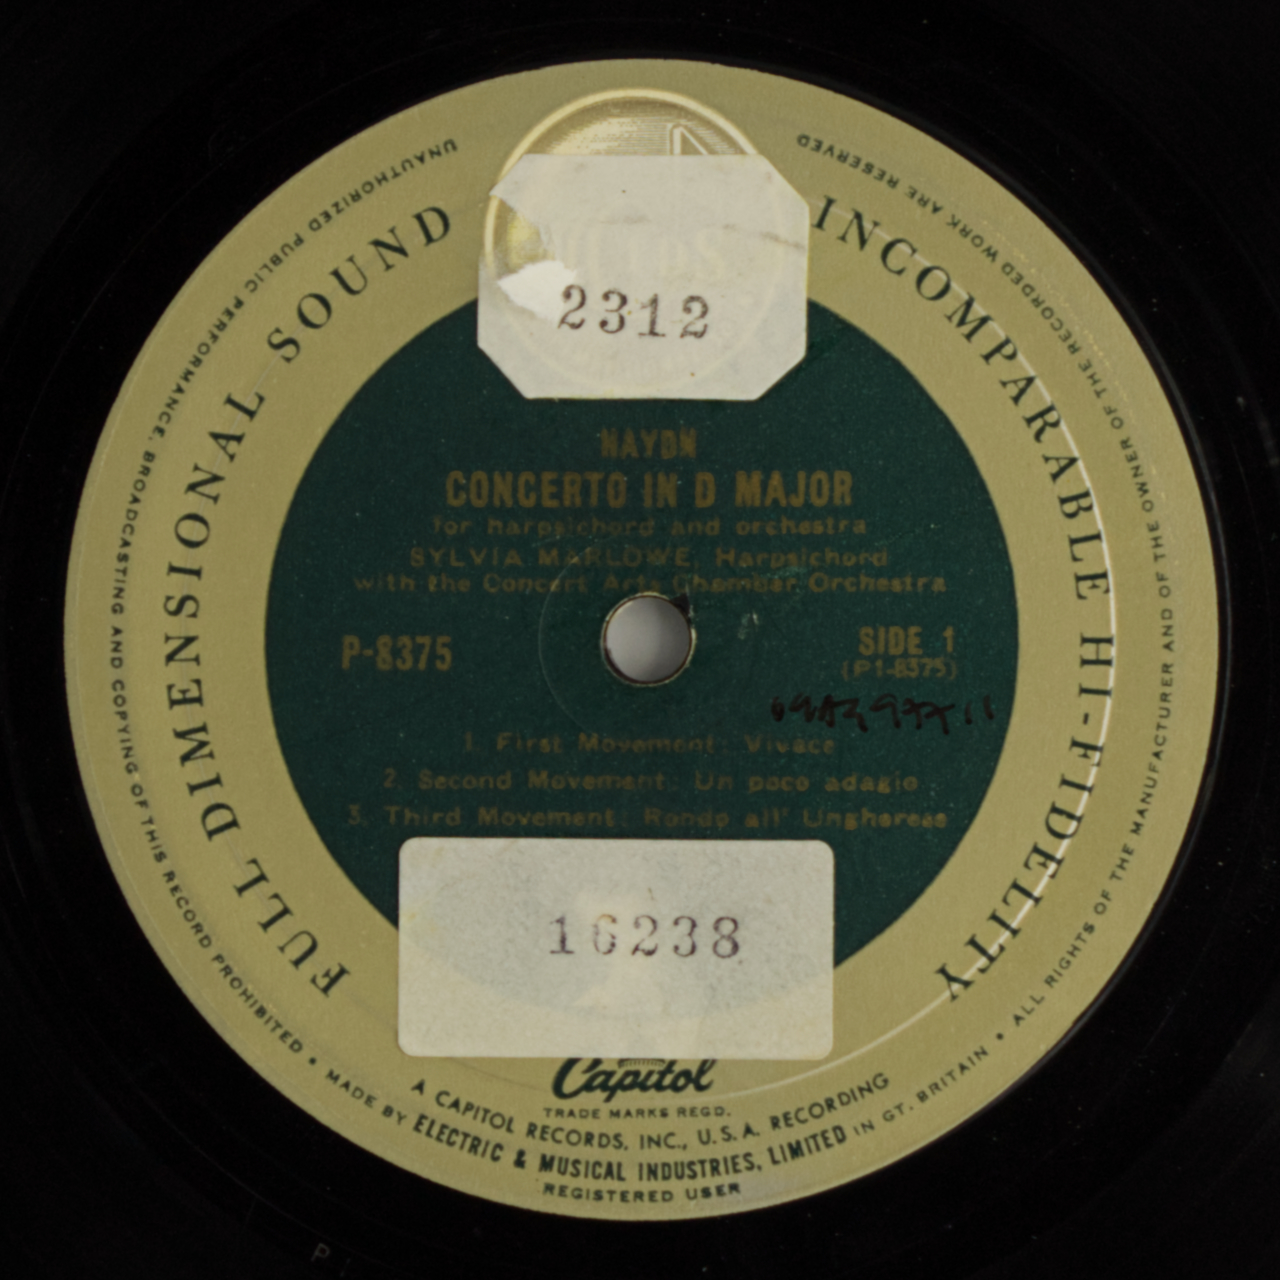 FULL DIMENSIONAL SOUND
INCOMPARABLE HI-FIDELITY
2312
HAYDN
CONCERTO IN D MAJOR
for harpsichord and orchestra
SYLVIA MARLOWE, Harpsichord
with the Concert Arts Chamber Orchestra
P-8375
SIDE 1
(P1-8375)
1. First Movement: Vivace
2. Second Movement: Un poco adagio
3. Third Movement: Rondo all' Ungherese
16238
Capitol
TRADE MARKS REGD.
A CAPITOL RECORDS, INC., U.S.A. RECORDING
MADE BY ELECTRIC & MUSICAL INDUSTRIES, LIMITED IN GT. BRITAIN •
REGISTERED USER
ALL RIGHTS OF THE MANUFACTURER AND OF THE OWNER OF THE RECORDED WORK ARE RESERVED
UNAUTHORIZED PUBLIC PERFORMANCE, BROADCASTING AND COPYING OF THIS RECORD PROHIBITED •
P